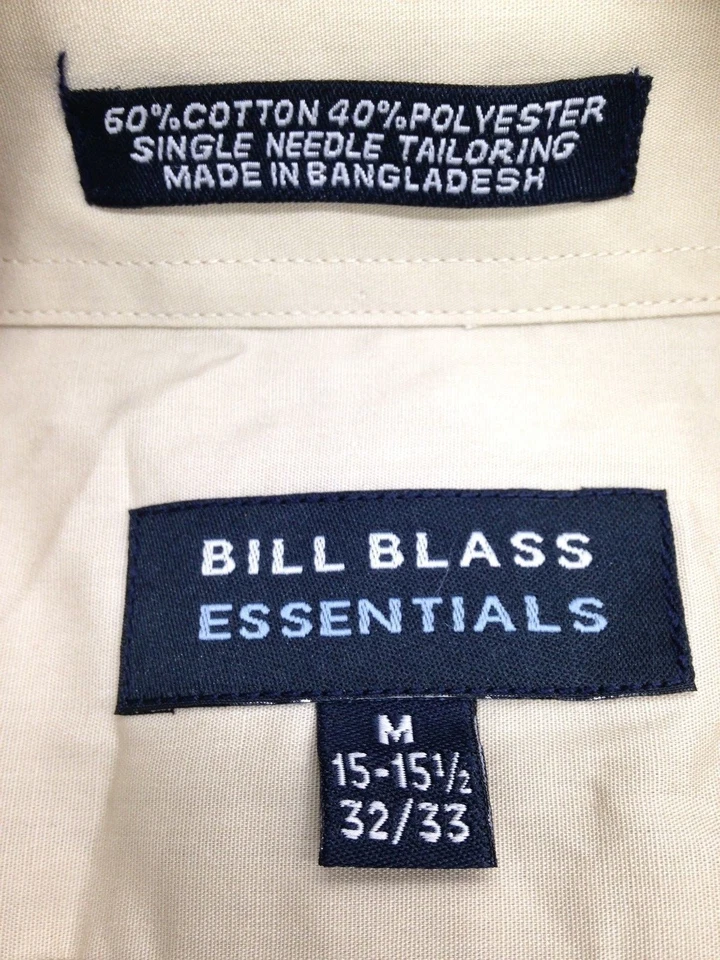 60%COTTON 40%POLYESTER
SINGLE NEEDLE TAILORING
MADE IN BANGLADESH
BILL BLASS
ESSENTIALS
M
15-15½
32/33